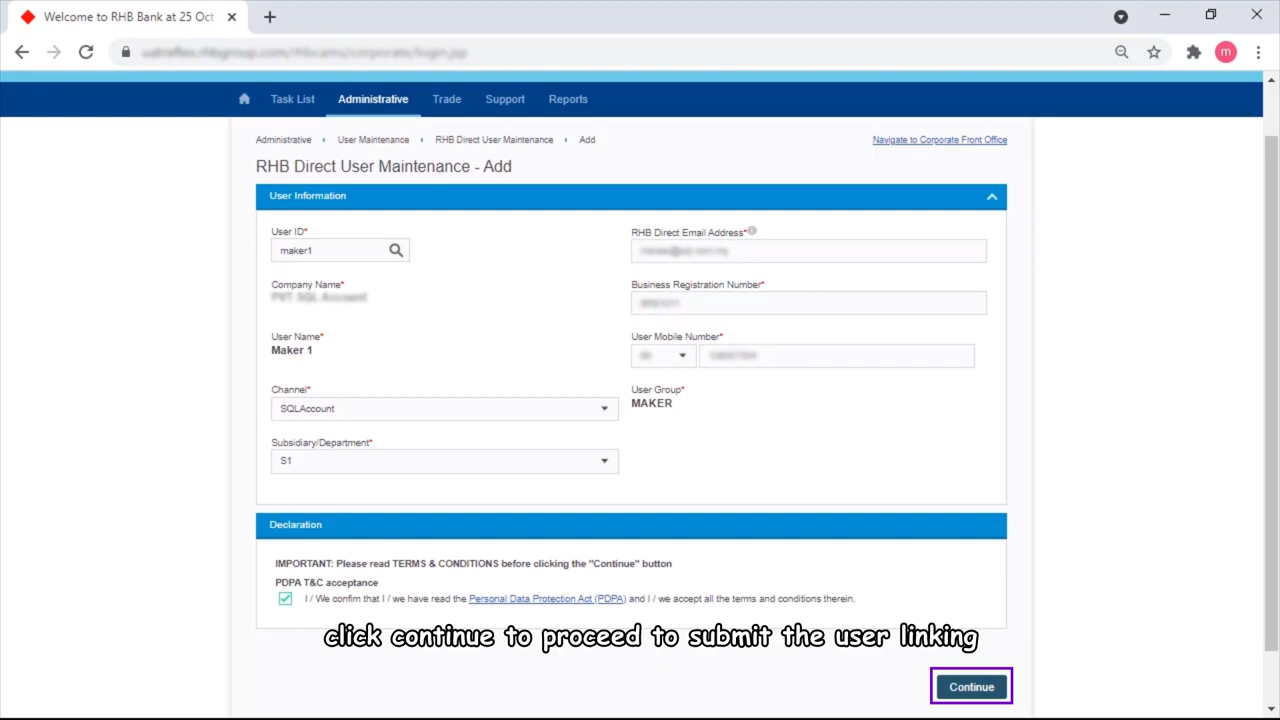 Welcome to RHB Bank at 25 Oct
m
Task List Administrative Trade Support Reports
Administrative User Maintenance RHB Direct User Maintenance Add Navigate to Corporate Front Office
RHB Direct User Maintenance - Add
User Information
User ID*
maker1
RHB Direct Email Address*
Company Name*
Business Registration Number*
User Name*
Maker 1
User Mobile Number*
Channel*
SQLAccount
User Group*
MAKER
Subsidiary/Department*
S1
Declaration
IMPORTANT: Please read TERMS & CONDITIONS before clicking the "Continue" button
PDPA T&C acceptance
I / We confirm that I / we have read the Personal Data Protection Act (PDPA) and I / we accept all the terms and conditions therein.
click continue to proceed to submit the user linking
Continue